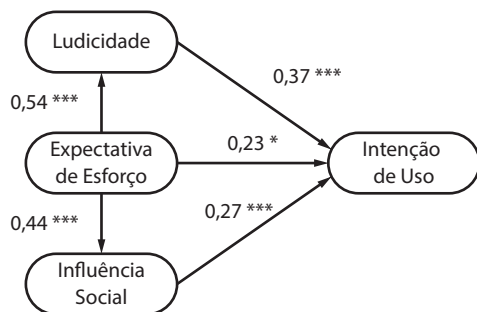 Ludicidade
0,37 ***
0,54 ***
Expectativa
de Esforço
0,23 *
Intenção
de Uso
0,44 ***
0,27 ***
Influência
Social